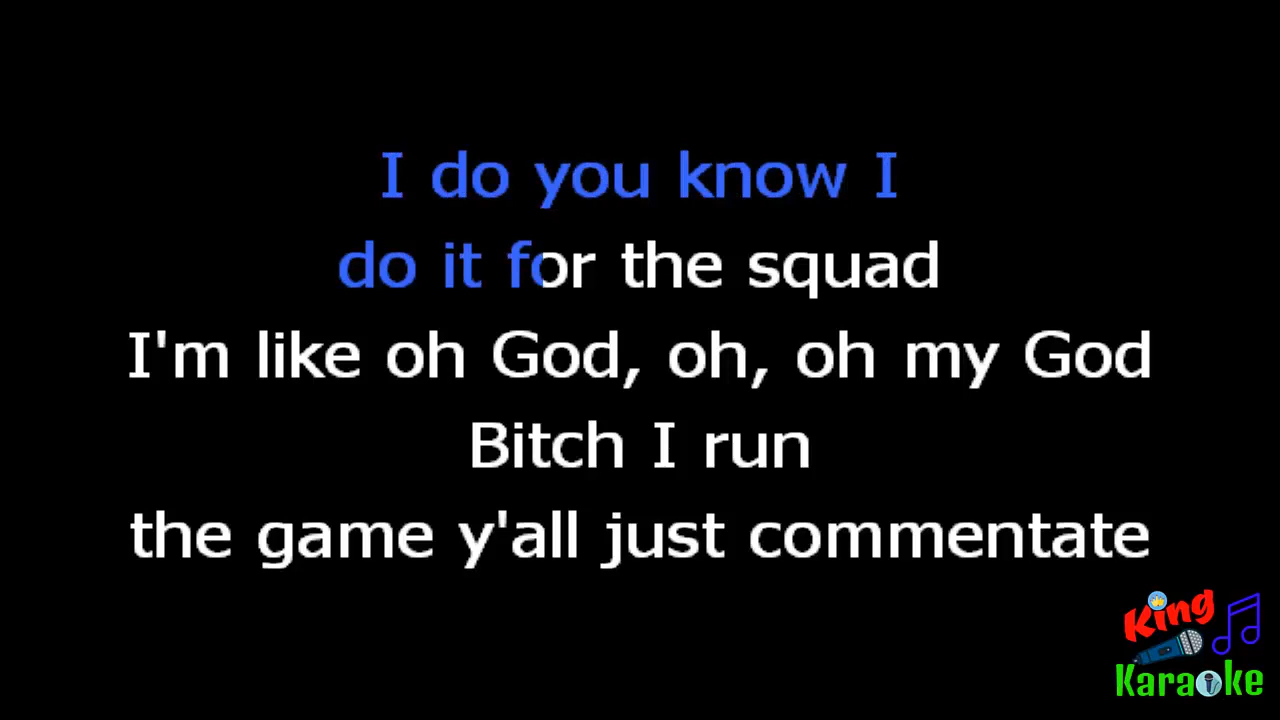 I do you know I
do it for the squad
I'm like oh God, oh, oh my God
Bitch I run
the game y'all just commentate
King
Karaoke